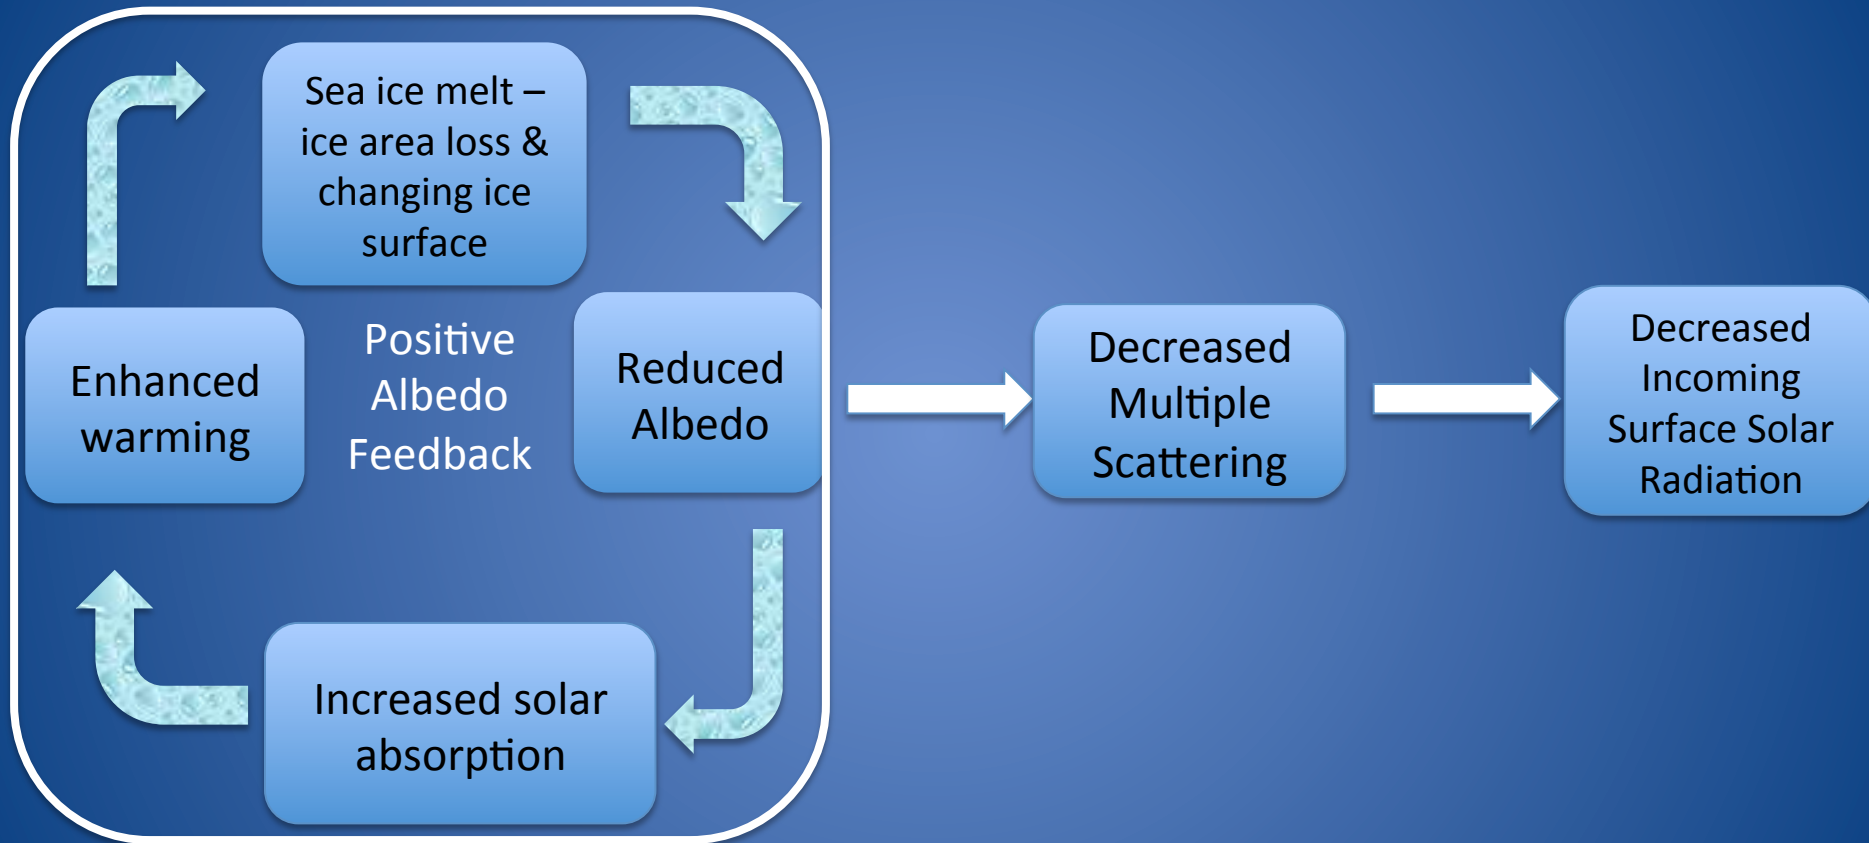 Sea ice melt –
ice area loss &
changing ice
surface
Enhanced
warming
Positive
Albedo
Feedback
Reduced
Albedo
Increased solar
absorption
Decreased
Multiple
Scattering
Decreased
Incoming
Surface Solar
Radiation